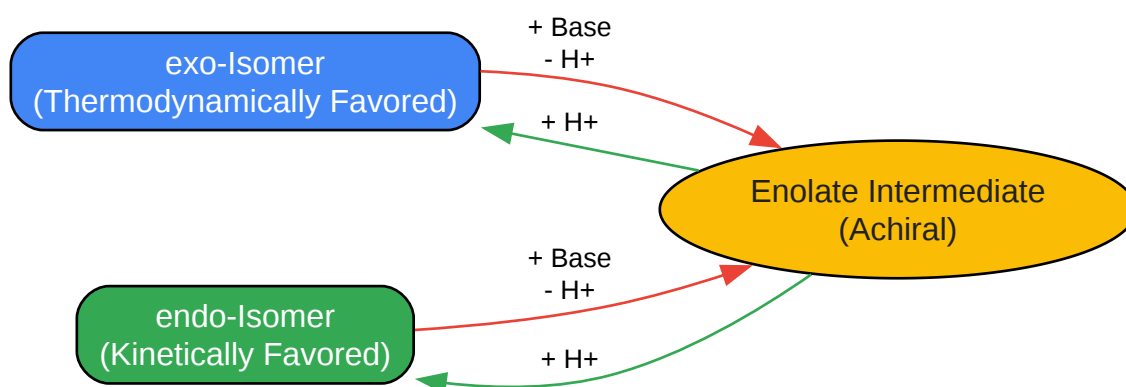 + Base
- H+
exo-Isomer
(Thermodynamically Favored)
+ H+
Enolate Intermediate
(Achiral)
+ Base
- H+
endo-Isomer
(Kinetically Favored)
+ H+